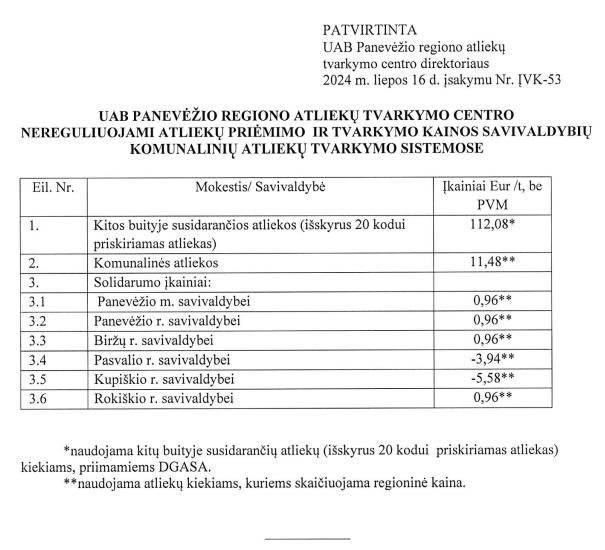 PATVIRTINTA
UAB Panevėžio regiono atliekų
tvarkymo centro direktoriaus
2024 m. liepos 16 d. įsakymu Nr. ĮVK-53
UAB PANEVĖŽIO REGIONO ATLIEKŲ TVARKYMO CENTRO
NEREGULIUOJAMI ATLIEKŲ PRIĖMIMO IR TVARKYMO KAINOS SAVIVALDYBIŲ
KOMUNALINIŲ ATLIEKŲ TVARKYMO SISTEMOSE
Eil. Nr. Mokestis/ Savivaldybė Įkainiai Eur /t, be
PVM
1. Kitos buityje susidarančios atliekos (išskyrus 20 kodui 112,08*
priskiriamas atliekas)
2. Komunalinės atliekos 11,48**
3. Solidarumo įkainiai:
3.1 Panevėžio m. savivaldybei 0,96**
3.2 Panevėžio r. savivaldybei 0,96**
3.3 Biržų r. savivaldybei 0,96**
3.4 Pasvalio r. savivaldybei -3,94**
3.5 Kupiškio r. savivaldybei -5,58**
3.6 Rokiškio r. savivaldybei 0,96**
*naudojama kitų buityje susidarančių atliekų (išskyrus 20 kodui priskiriamas atliekas)
kiekiams, priimamiems DGASA.
**naudojama atliekų kiekiams, kuriems skaičiuojama regioninė kaina.